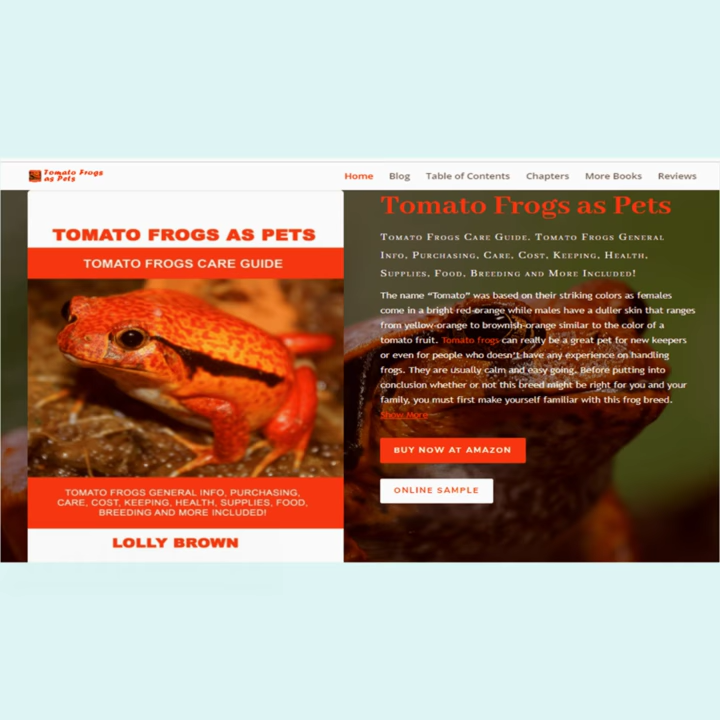 Tomato Frogs
as Pets
Home Blog Table of Contents Chapters More Books Reviews
TOMATO FROGS AS PETS
TOMATO FROGS CARE GUIDE
TOMATO FROGS GENERAL INFO, PURCHASING,
CARE, COST, KEEPING, HEALTH, SUPPLIES, FOOD,
BREEDING AND MORE INCLUDED!
LOLLY BROWN
Tomato Frogs as Pets
Tomato Frogs Care Guide. Tomato Frogs General
Info, Purchasing, Care, Cost, Keeping, Health,
Supplies, Food, Breeding and More Included!
The name “Tomato” was based on their striking colors as females
come in a bright red-orange while males have a duller skin that ranges
from yellow-orange to brownish-orange similar to the color of a
tomato fruit. Tomato frogs can really be a great pet for new keepers
or even for people who doesn't have any experience on handling
frogs. They are usually calm and easy going. Before putting into
conclusion whether or not this breed might be right for you and your
family, you must first make yourself familiar with this frog breed.
Show More
BUY NOW AT AMAZON
ONLINE SAMPLE